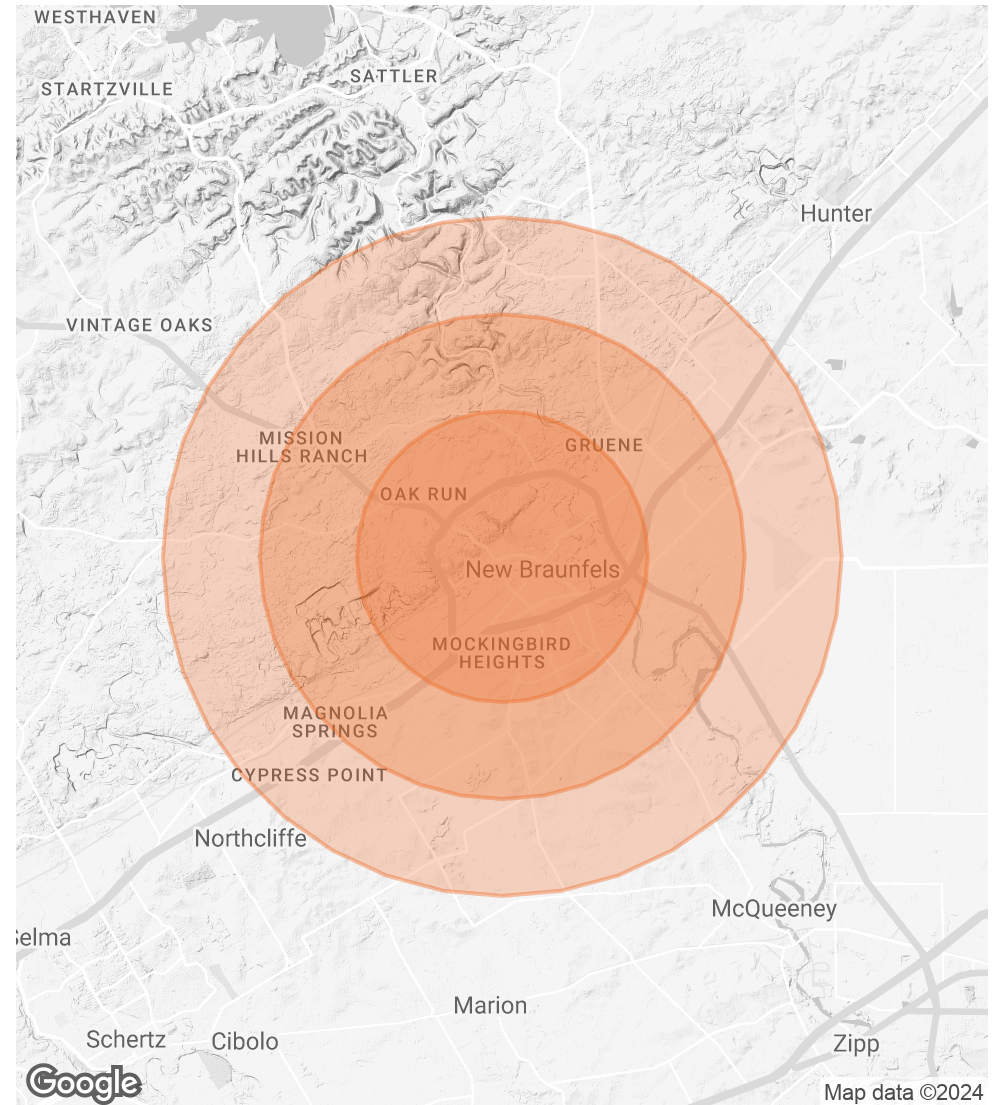 WESTHAVEN
SATTLER
STARTZVILLE
Hunter
VINTAGE OAKS
MISSION
HILLS RANCH
GRUENE
OAK RUN
New Braunfels
MOCKINGBIRD
HEIGHTS
MAGNOLIA
SPRINGS
CYPRESS POINT
Northcliffe
McQueeney
Selma
Marion
Schertz
Cibolo
Zipp
Google
Map data ©2024